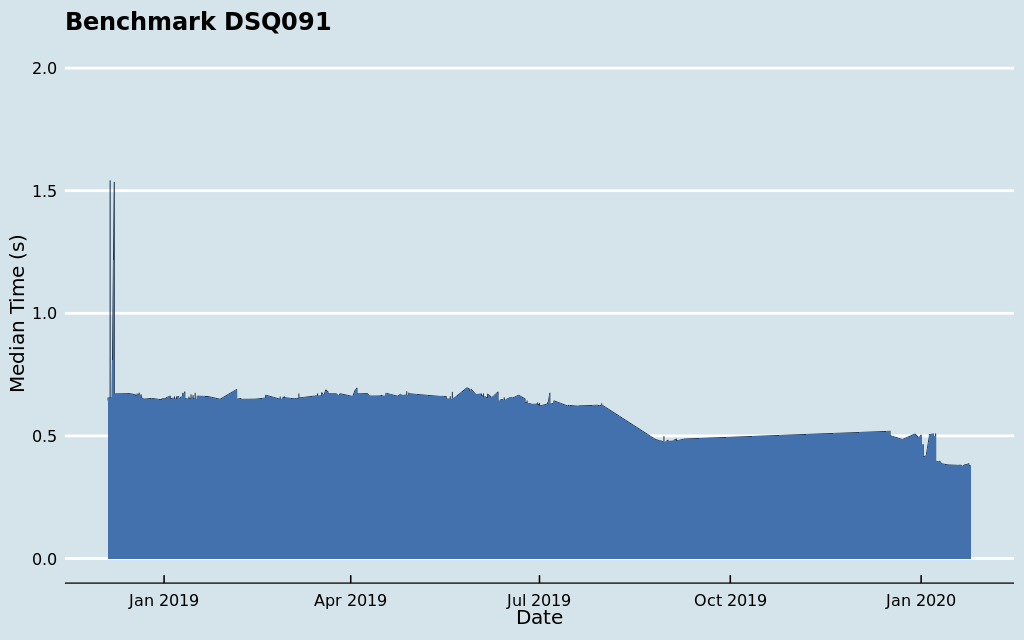 Benchmark DSQ091
Median Time (s)
2.0
1.5
1.0
0.5
0.0
Jan 2019
Apr 2019
Jul 2019
Oct 2019
Jan 2020
Date